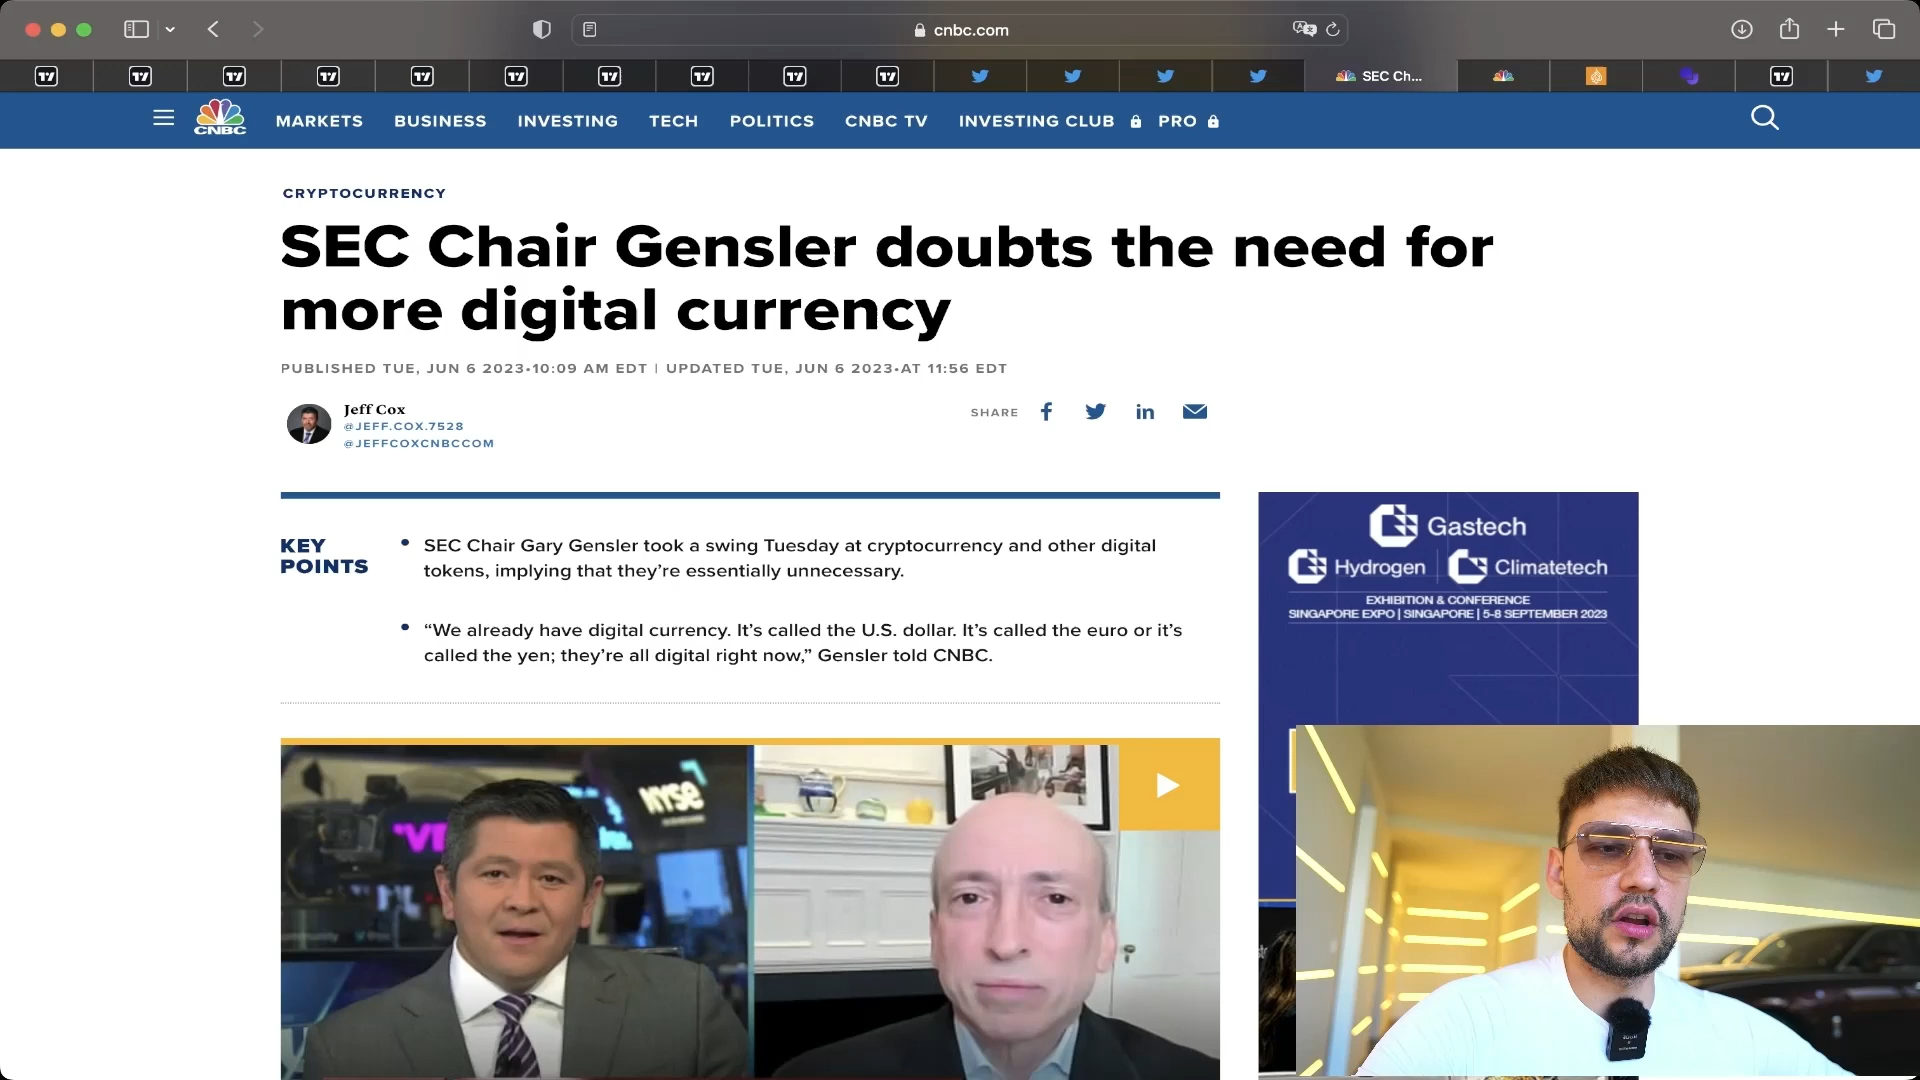 cnbc.com
SEC Ch...
CNBC
MARKETS BUSINESS INVESTING TECH POLITICS CNBC TV INVESTING CLUB PRO
CRYPTOCURRENCY
SEC Chair Gensler doubts the need for
more digital currency
PUBLISHED TUE, JUN 6 2023•10:09 AM EDT | UPDATED TUE, JUN 6 2023•AT 11:56 EDT
Jeff Cox
@JEFF.COX.7528
@JEFFCOXCNBCCOM
SHARE
KEY
POINTS
• SEC Chair Gary Gensler took a swing Tuesday at cryptocurrency and other digital
tokens, implying that they’re essentially unnecessary.
• “We already have digital currency. It’s called the U.S. dollar. It’s called the euro or it’s
called the yen; they’re all digital right now,” Gensler told CNBC.
Gastech
Hydrogen Climatetech
EXHIBITION & CONFERENCE
SINGAPORE EXPO | SINGAPORE | 5-8 SEPTEMBER 2023
NYSE